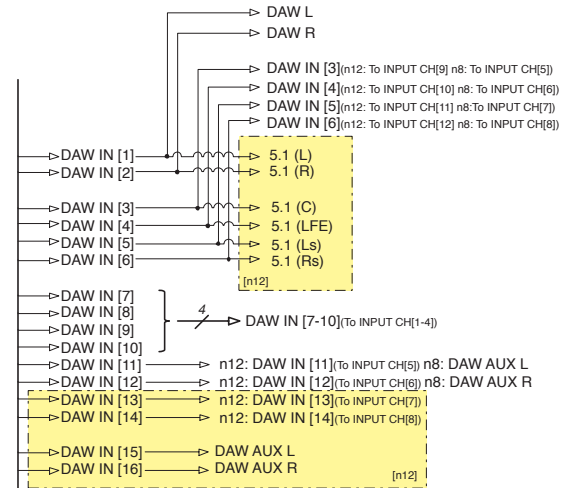 DAW L
DAW R
DAW IN [3](n12: To INPUT CH[9] n8: To INPUT CH[5])
DAW IN [4](n12: To INPUT CH[10] n8: To INPUT CH[6])
DAW IN [5](n12: To INPUT CH[11] n8:To INPUT CH[7])
DAW IN [6](n12: To INPUT CH[12] n8: To INPUT CH[8])
DAW IN [1] 5.1 (L)
DAW IN [2] 5.1 (R)
DAW IN [3] 5.1 (C)
DAW IN [4] 5.1 (LFE)
DAW IN [5] 5.1 (Ls)
DAW IN [6] 5.1 (Rs)
[n12]
DAW IN [7]
DAW IN [8]
DAW IN [9]
DAW IN [10]
4 DAW IN [7-10](To INPUT CH[1-4])
DAW IN [11] n12: DAW IN [11](To INPUT CH[5]) n8: DAW AUX L
DAW IN [12] n12: DAW IN [12](To INPUT CH[6]) n8: DAW AUX R
DAW IN [13] n12: DAW IN [13](To INPUT CH[7])
DAW IN [14] n12: DAW IN [14](To INPUT CH[8])
DAW IN [15] DAW AUX L
DAW IN [16] DAW AUX R
[n12]